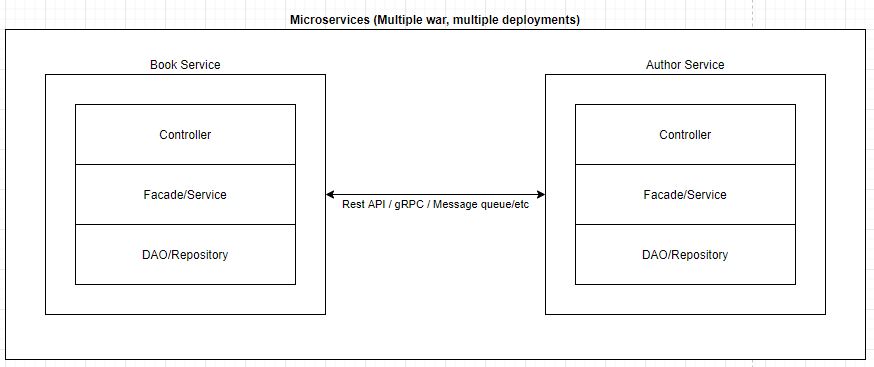 Microservices (Multiple war, multiple deployments)
Book Service
Author Service
Controller
Controller
Facade/Service
Facade/Service
Rest API / gRPC / Message queue/etc
DAO/Repository
DAO/Repository